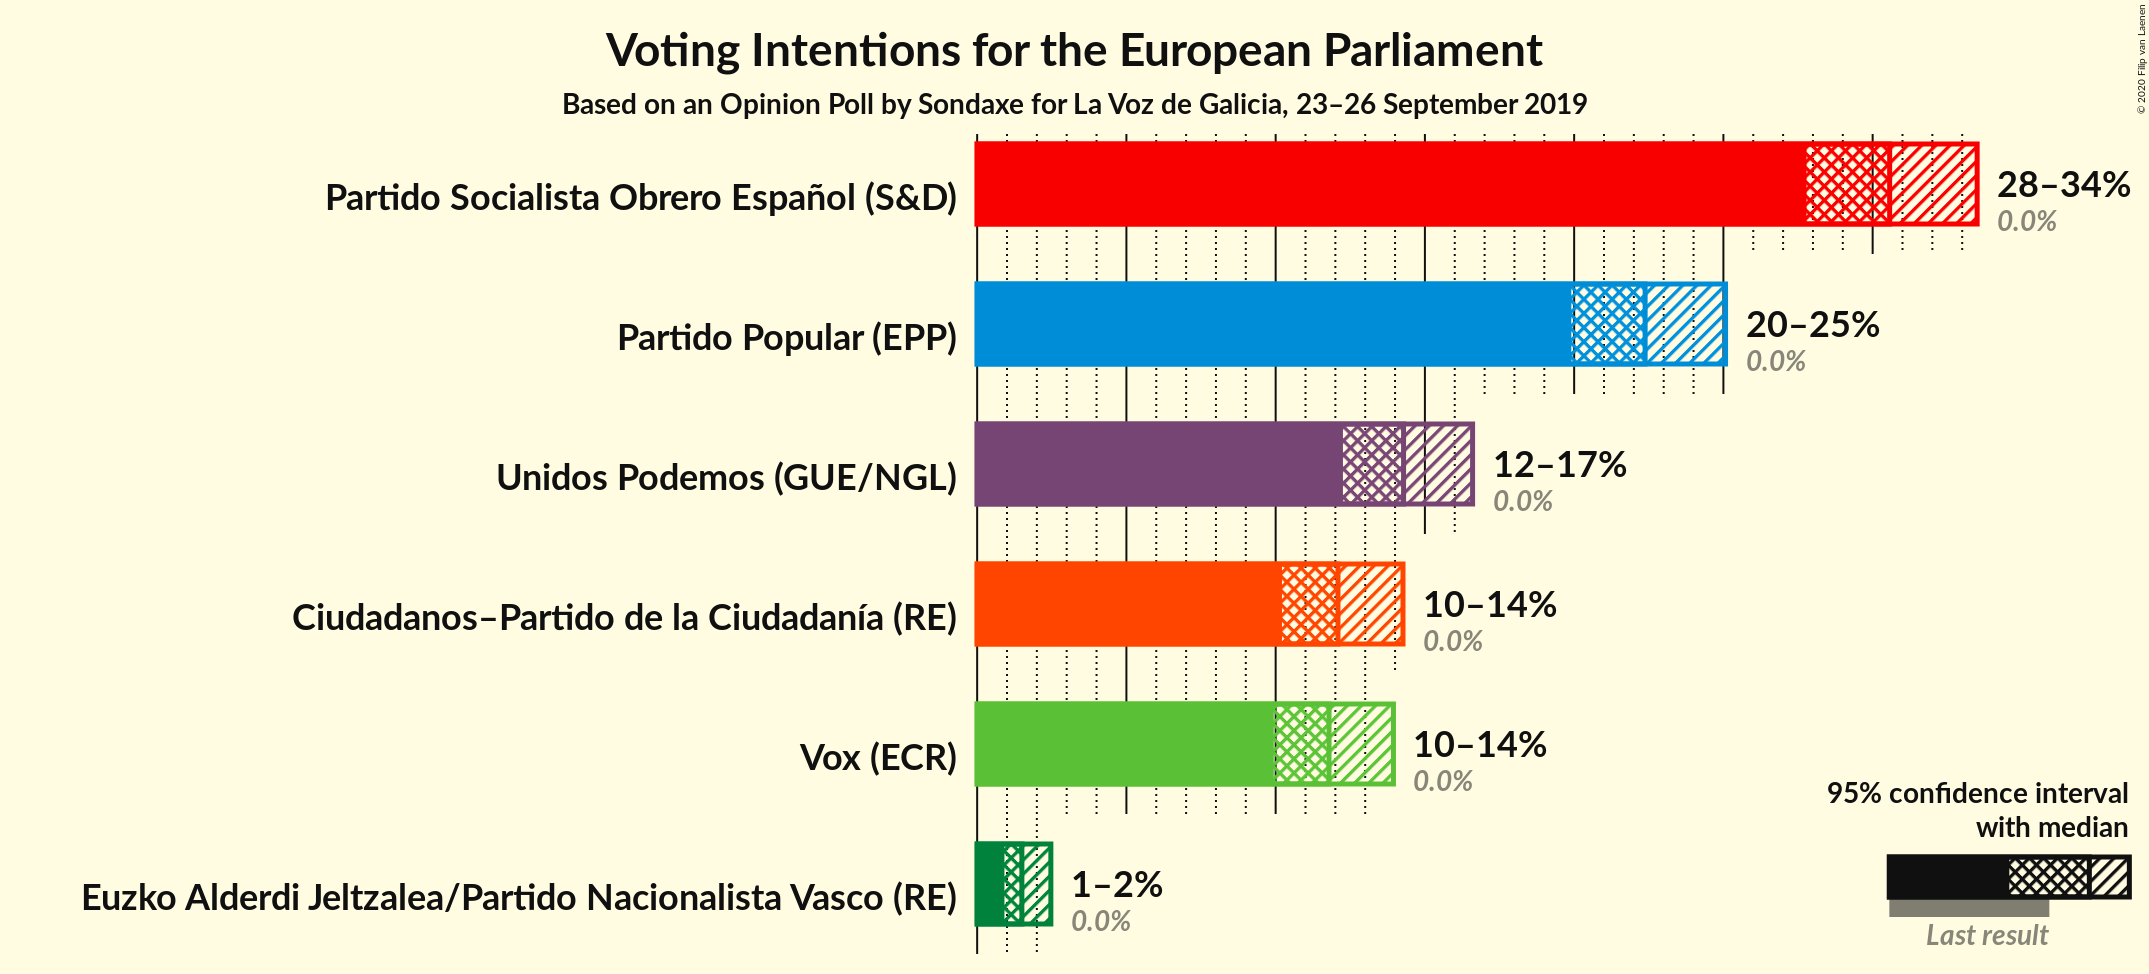 Voting Intentions for the European Parliament
Based on an Opinion Poll by Sondaxe for La Voz de Galicia, 23–26 September 2019
© 2020 Filip van Laenen
Partido Socialista Obrero Español (S&D)
28–34%
0.0%
Partido Popular (EPP)
20–25%
0.0%
Unidos Podemos (GUE/NGL)
12–17%
0.0%
Ciudadanos–Partido de la Ciudadanía (RE)
10–14%
0.0%
Vox (ECR)
10–14%
0.0%
Euzko Alderdi Jeltzalea/Partido Nacionalista Vasco (RE)
1–2%
0.0%
95% confidence interval
with median
Last result